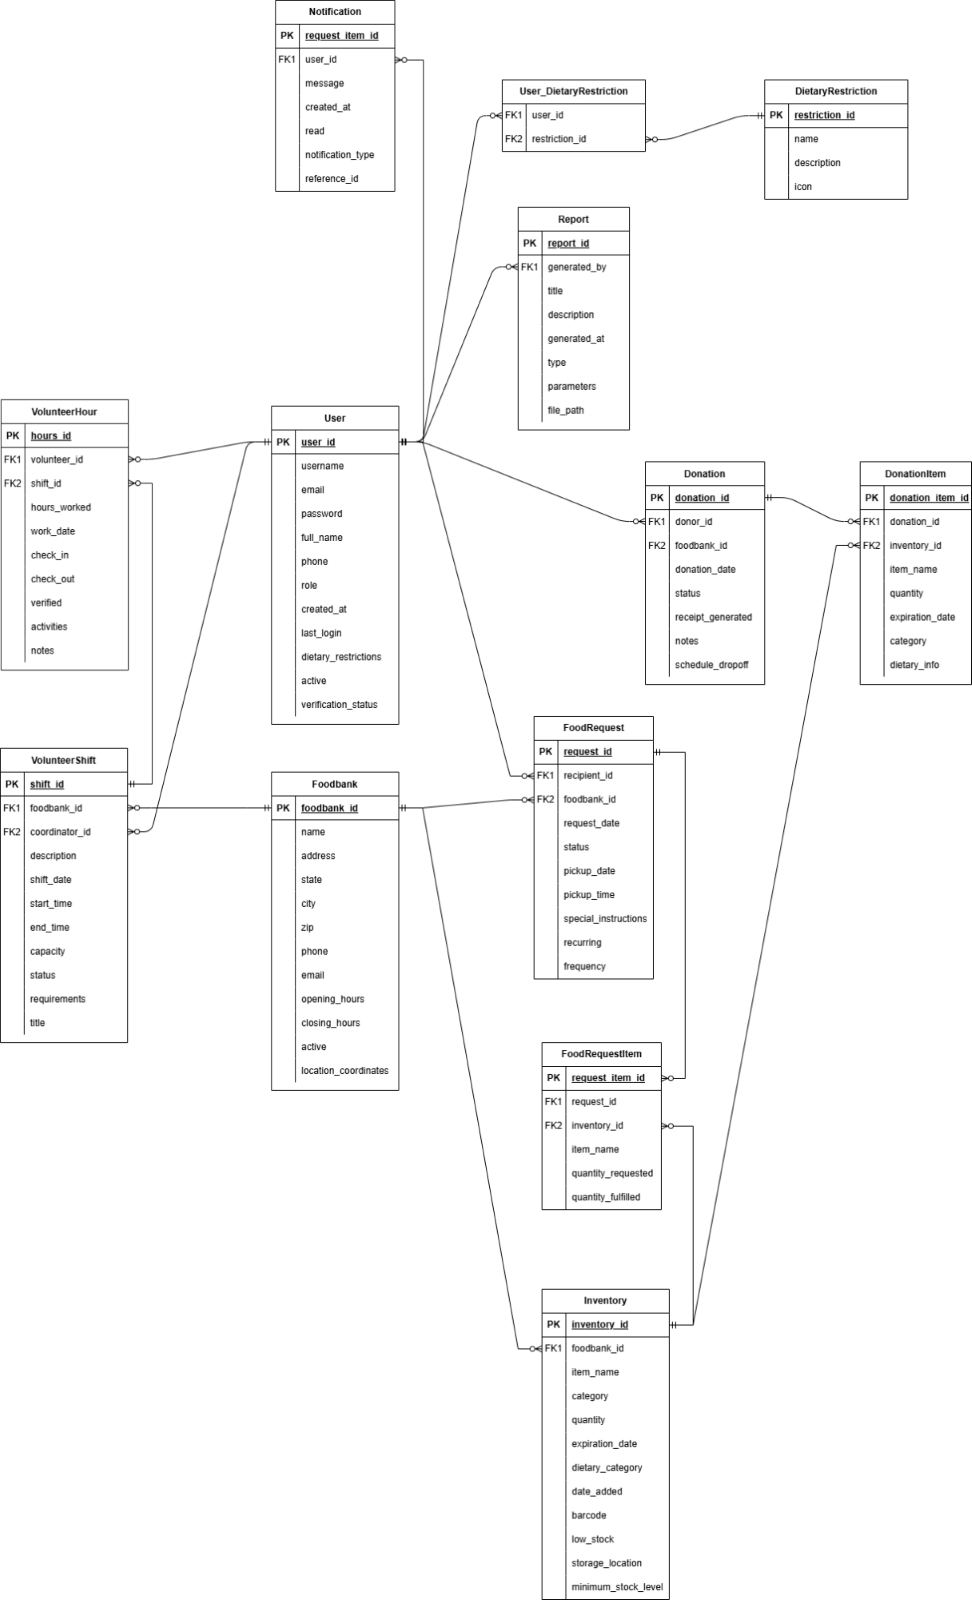 Notification
PK request_item_id
FK1 user_id
message
created_at
read
notification_type
reference_id
User_DietaryRestriction
FK1 user_id
FK2 restriction_id
DietaryRestriction
PK restriction_id
name
description
icon
Report
PK report_id
FK1 generated_by
title
description
generated_at
type
parameters
file_path
VolunteerHour
PK hours_id
FK1 volunteer_id
FK2 shift_id
hours_worked
work_date
check_in
check_out
verified
activities
notes
User
PK user_id
username
email
password
full_name
phone
role
created_at
last_login
dietary_restrictions
active
verification_status
Donation
PK donation_id
FK1 donor_id
FK2 foodbank_id
donation_date
status
receipt_generated
notes
schedule_dropoff
DonationItem
PK donation_item_id
FK1 donation_id
FK2 inventory_id
item_name
quantity
expiration_date
category
dietary_info
VolunteerShift
PK shift_id
FK1 foodbank_id
FK2 coordinator_id
description
shift_date
start_time
end_time
capacity
status
requirements
title
Foodbank
PK foodbank_id
name
address
state
city
zip
phone
email
opening_hours
closing_hours
active
location_coordinates
FoodRequest
PK request_id
FK1 recipient_id
FK2 foodbank_id
request_date
status
pickup_date
pickup_time
special_instructions
recurring
frequency
FoodRequestItem
PK request_item_id
FK1 request_id
FK2 inventory_id
item_name
quantity_requested
quantity_fulfilled
Inventory
PK inventory_id
FK1 foodbank_id
item_name
category
quantity
expiration_date
dietary_category
date_added
barcode
low_stock
storage_location
minimum_stock_level